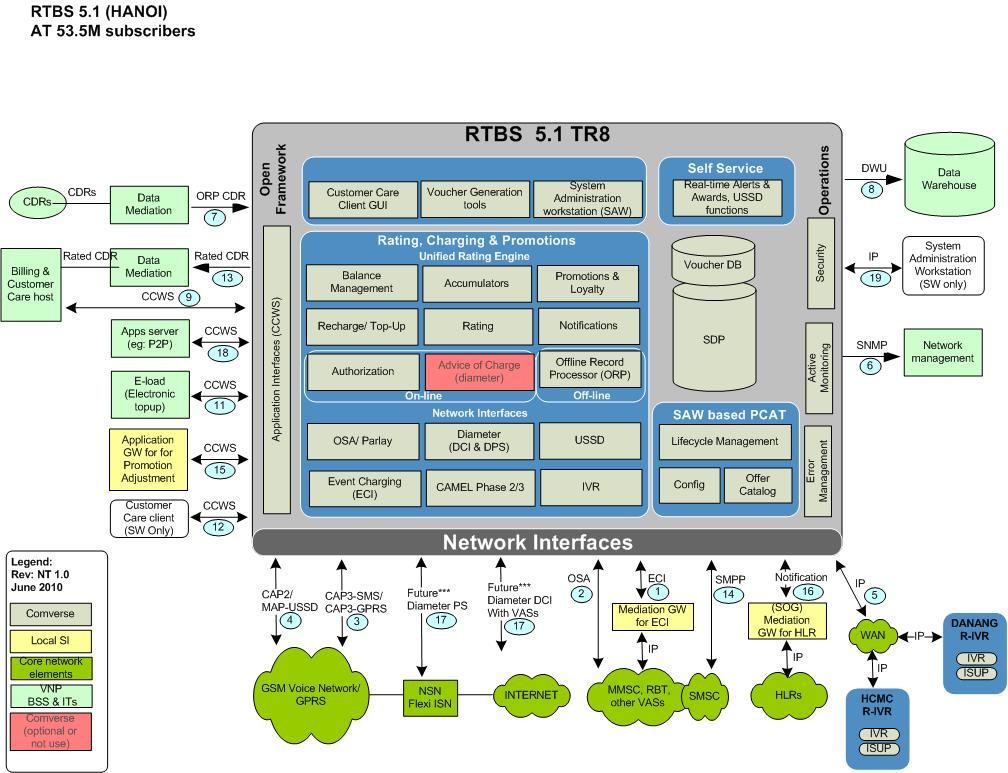 RTBS 5.1 (HANOI)
AT 53.5M subscribers
RTBS 5.1 TR8
Open
Framework
Application Interfaces (CCWS)
Customer Care
Client GUI
Voucher Generation
tools
System
Administration
workstation (SAW)
Self Service
Real-time Alerts &
Awards, USSD
functions
Operations
Security
Active
Monitoring
Error
Management
Rating, Charging & Promotions
Unified Rating Engine
Balance
Management
Accumulators
Promotions &
Loyalty
Recharge/ Top-Up
Rating
Notifications
Authorization
Advice of Charge
(diameter)
Offline Record
Processor (ORP)
On-line
Off-line
Network Interfaces
OSA/ Parlay
Diameter
(DCI & DPS)
USSD
Event Charging
(ECI)
CAMEL Phase 2/3
IVR
Voucher DB
SDP
SAW based PCAT
Lifecycle Management
Config
Offer
Catalog
Network Interfaces
CDRs
CDRs
Data
Mediation
ORP CDR
7
Billing &
Customer
Care host
Rated CDR
Data
Mediation
Rated CDR
13
CCWS
9
Apps server
(eg: P2P)
CCWS
18
E-load
(Electronic
topup)
CCWS
11
Application
GW for for
Promotion
Adjustment
CCWS
15
Customer
Care client
(SW Only)
CCWS
12
DWU
8
Data
Warehouse
IP
19
System
Administration
Workstation
(SW only)
SNMP
6
Network
management
Legend:
Rev: NT 1.0
June 2010
Comverse
Local SI
Core network
elements
VNP
BSS & ITs
Comverse
(optional or
not use)
CAP2/
MAP-USSD
4
CAP3-SMS/
CAP3-GPRS
3
Future***
Diameter PS
17
Future***
Diameter DCI
With VASs
17
OSA
2
ECI
1
Mediation GW
for ECI
IP
SMPP
14
Notification
16
(SOG)
Mediation
GW for HLR
IP
IP
5
WAN
IP
IP
GSM Voice Network/
GPRS
NSN
Flexi ISN
INTERNET
MMSC, RBT,
other VASs
SMSC
HLRs
DANANG
R-IVR
IVR
ISUP
HCMC
R-IVR
IVR
ISUP